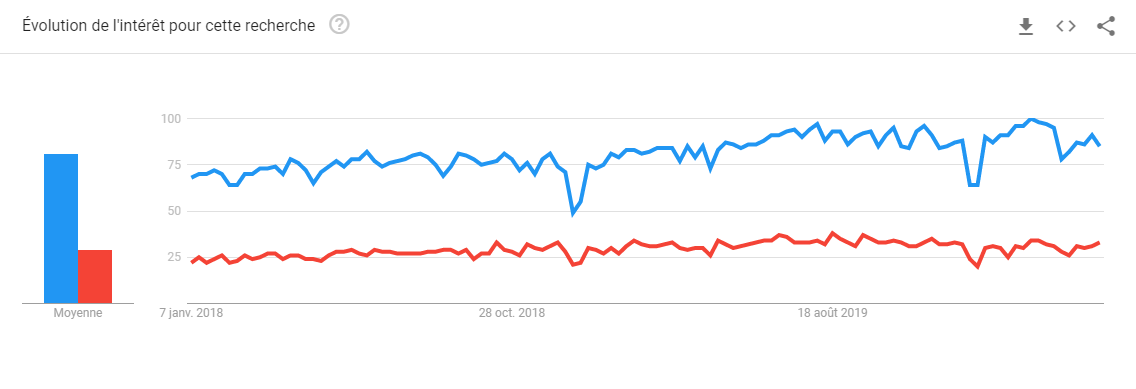 Évolution de l'intérêt pour cette recherche
100
75
50
25
Moyenne
7 janv. 2018
28 oct. 2018
18 août 2019